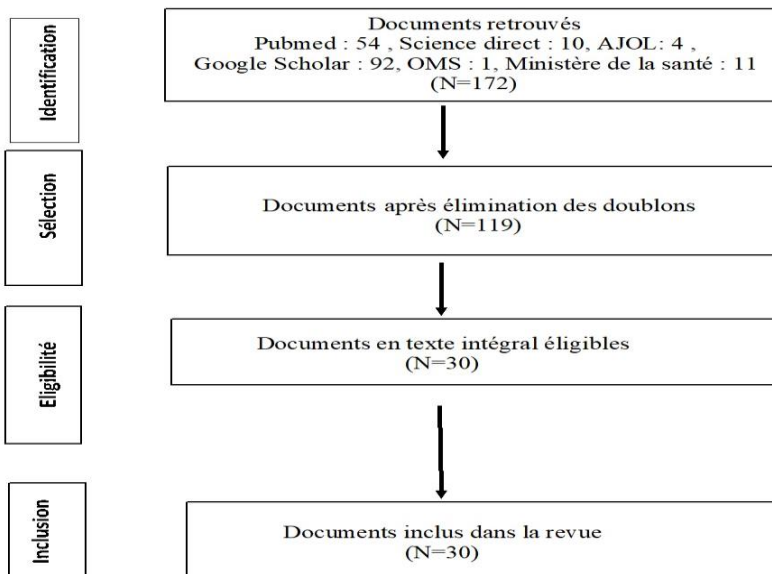 Identification
Documents retrouvés
Pubmed : 54 , Science direct : 10, AJOL: 4 ,
Google Scholar : 92, OMS : 1, Ministère de la santé : 11
(N=172)
Sélection
Documents après élimination des doublons
(N=119)
Eligibilité
Documents en texte intégral éligibles
(N=30)
Inclusion
Documents inclus dans la revue
(N=30)